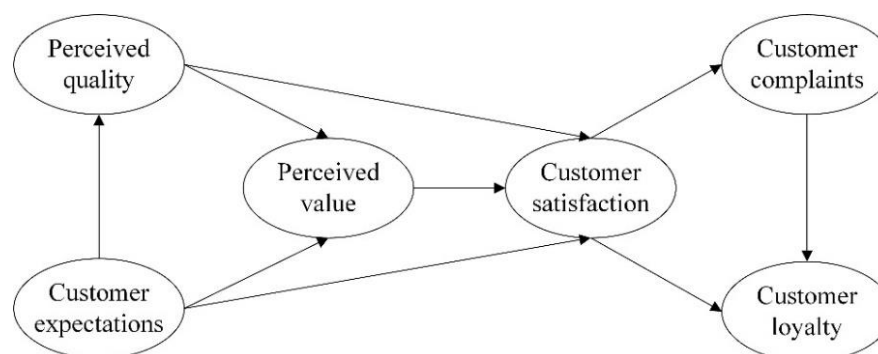 Perceived
quality
Customer
complaints
Perceived
value
Customer
satisfaction
Customer
expectations
Customer
loyalty